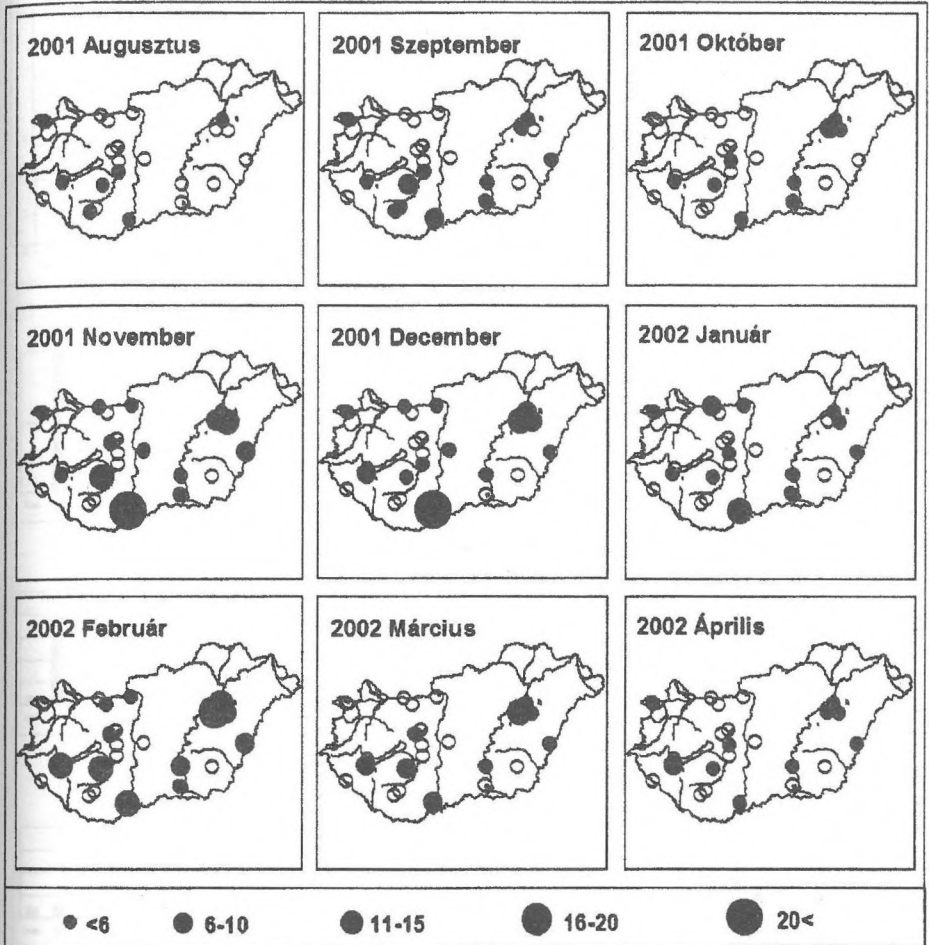 2001 Augusztus
2001 Szeptember
2001 Október
2001 November
2001 December
2002 Január
2002 Február
2002 Március
2002 Április
<6
6-10
11-15
16-20
20<